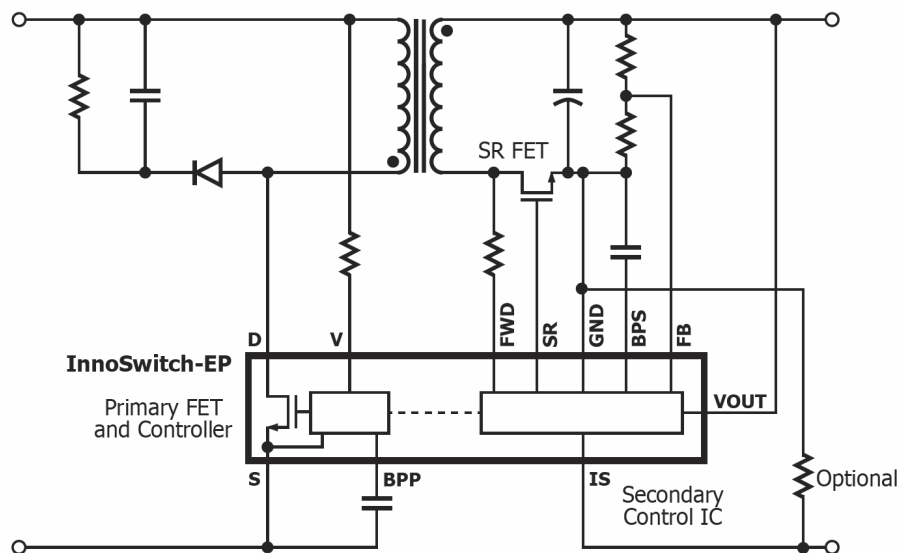 SR FET
FWD
SR
GND
BPS
FB
D
V
InnoSwitch-EP
Primary FET
and Controller
VOUT
S
BPP
IS
Secondary
Control IC
Optional